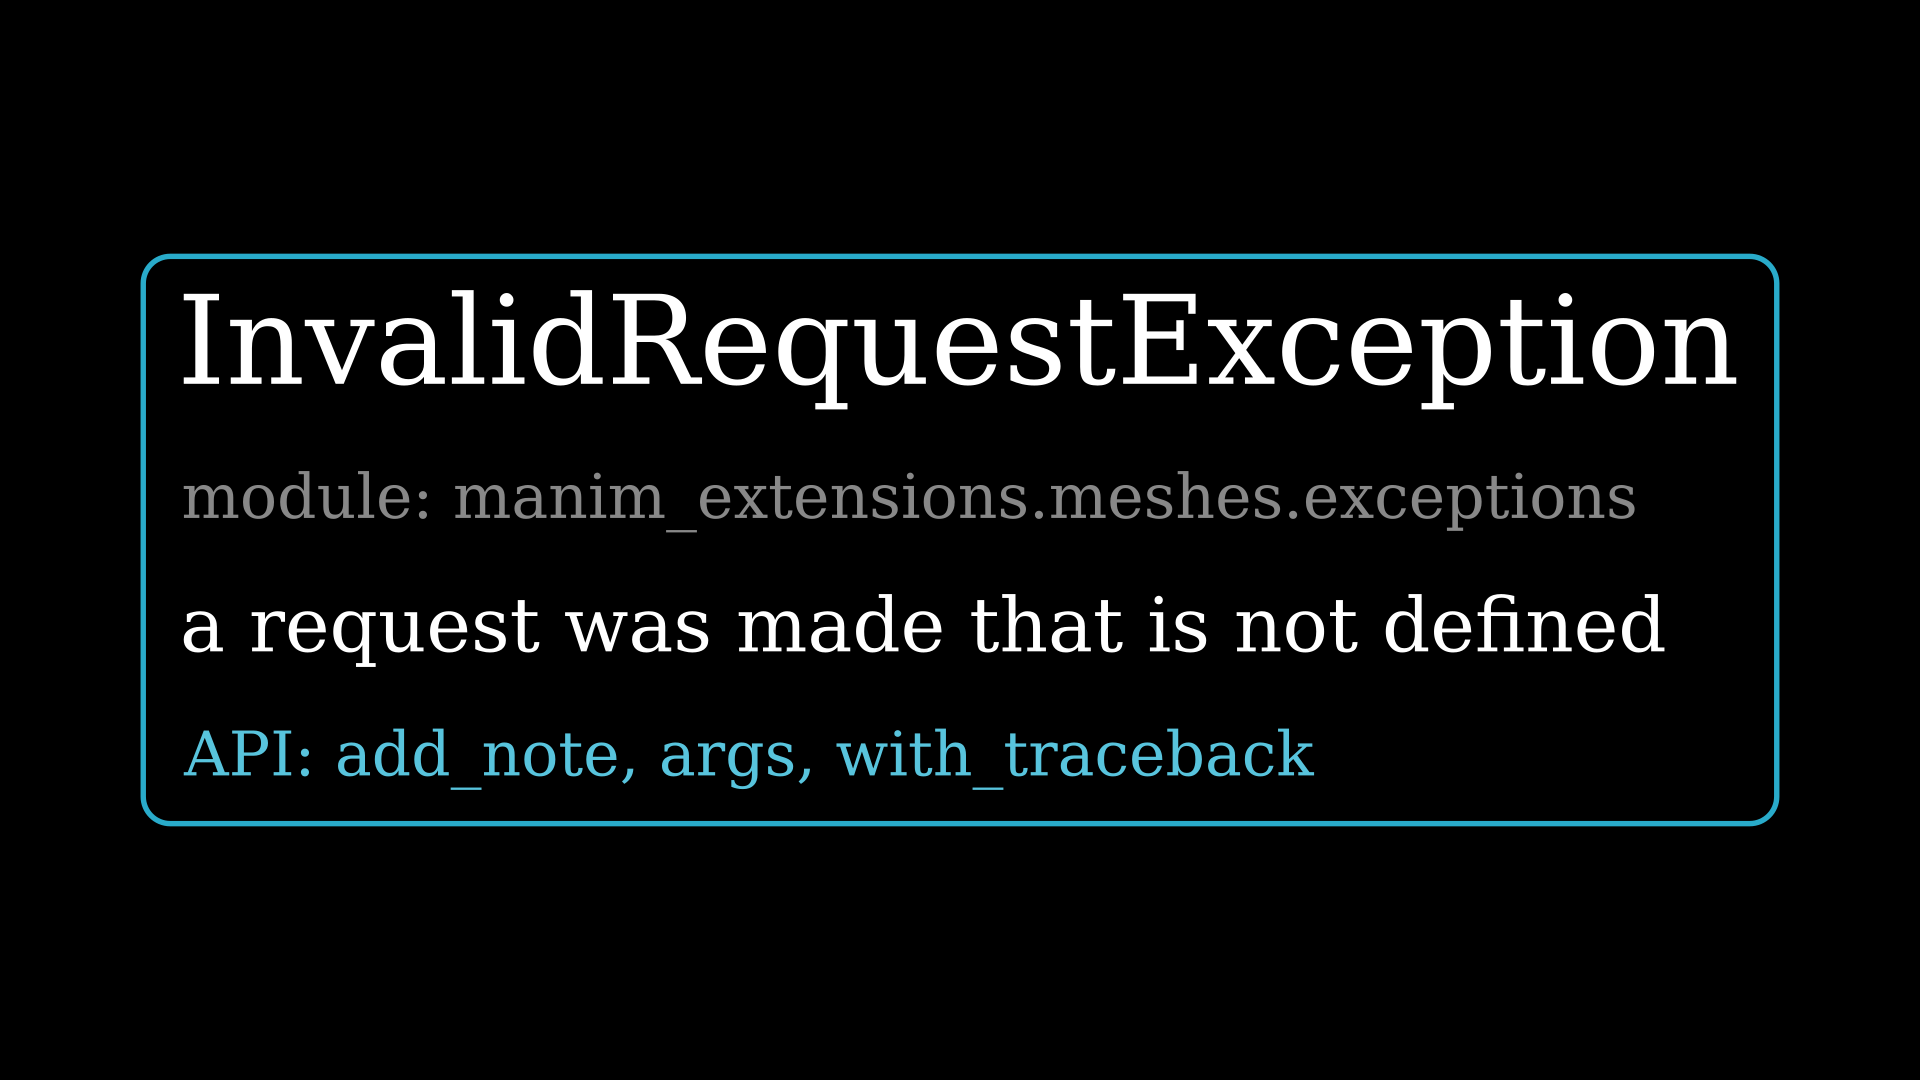 InvalidRequestException
module: manim_extensions.meshes.exceptions
a request was made that is not defined
API: add_note, args, with_traceback